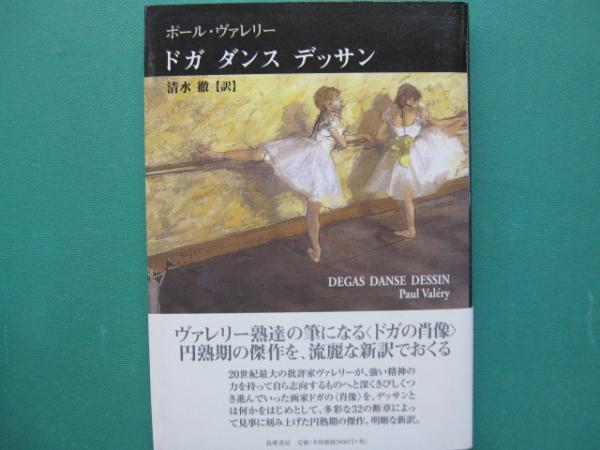 ポール・ヴァレリー
ドガ ダンス デッサン
清水 徹【訳】
DEGAS DANSE DESSIN
Paul Valéry
ヴァレリー熟達の筆になる〈ドガの肖像〉
円熟期の傑作を、流麗な新訳でおくる
20世紀最大の批評家ヴァレリーが、強い精神の
力を持って自ら志向するものへと深くきびしくつ
き進んでいった画家ドガの〈肖像〉を、デッサンと
は何かをはじめとして、多彩な32の断章によっ
て見事に刻み上げた円熟期の傑作。明晰な新訳。
筑摩書房